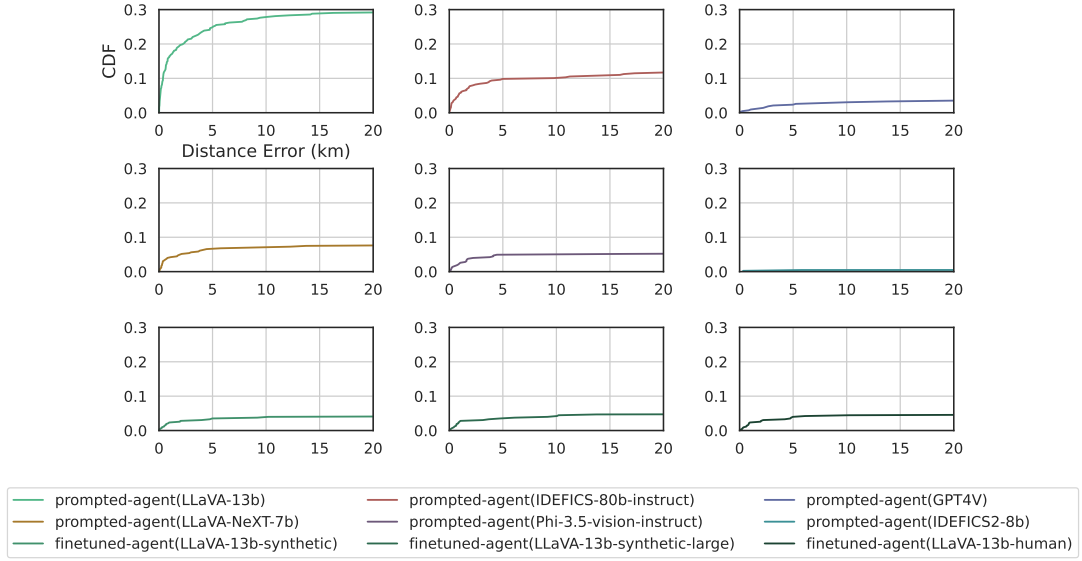 0.3 0.3 0.3
0.2 0.2 0.2
CDF
0.1 0.1 0.1
0.0 0.0 0.0
0 5 10 15 20 0 5 10 15 20 0 5 10 15 20
Distance Error (km)
0.3 0.3 0.3
0.2 0.2 0.2
0.1 0.1 0.1
0.0 0.0 0.0
0 5 10 15 20 0 5 10 15 20 0 5 10 15 20
0.3 0.3 0.3
0.2 0.2 0.2
0.1 0.1 0.1
0.0 0.0 0.0
0 5 10 15 20 0 5 10 15 20 0 5 10 15 20
prompted-agent(LLaVA-13b) prompted-agent(IDEFICS-80b-instruct) prompted-agent(GPT4V)
prompted-agent(LLaVA-NeXT-7b) prompted-agent(Phi-3.5-vision-instruct) prompted-agent(IDEFICS2-8b)
finetuned-agent(LLaVA-13b-synthetic) finetuned-agent(LLaVA-13b-synthetic-large) finetuned-agent(LLaVA-13b-human)